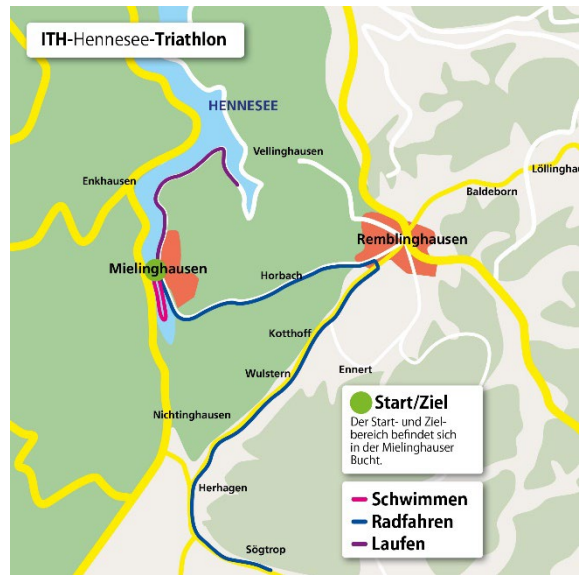 ITH-Hennesee-Triathlon
HENNESEE
Vellinghausen
Enkhausen
Löllingha
Baldeborn
Remblinghausen
Mielinghausen
Horbach
Kotthoff
Ennert
Wulstern
Nichtinghausen
Herhagen
Sögtrop
Start/Ziel
Der Start- und Ziel-
bereich befindet sich
in der Mielinghauser
Bucht.
Schwimmen
Radfahren
Laufen